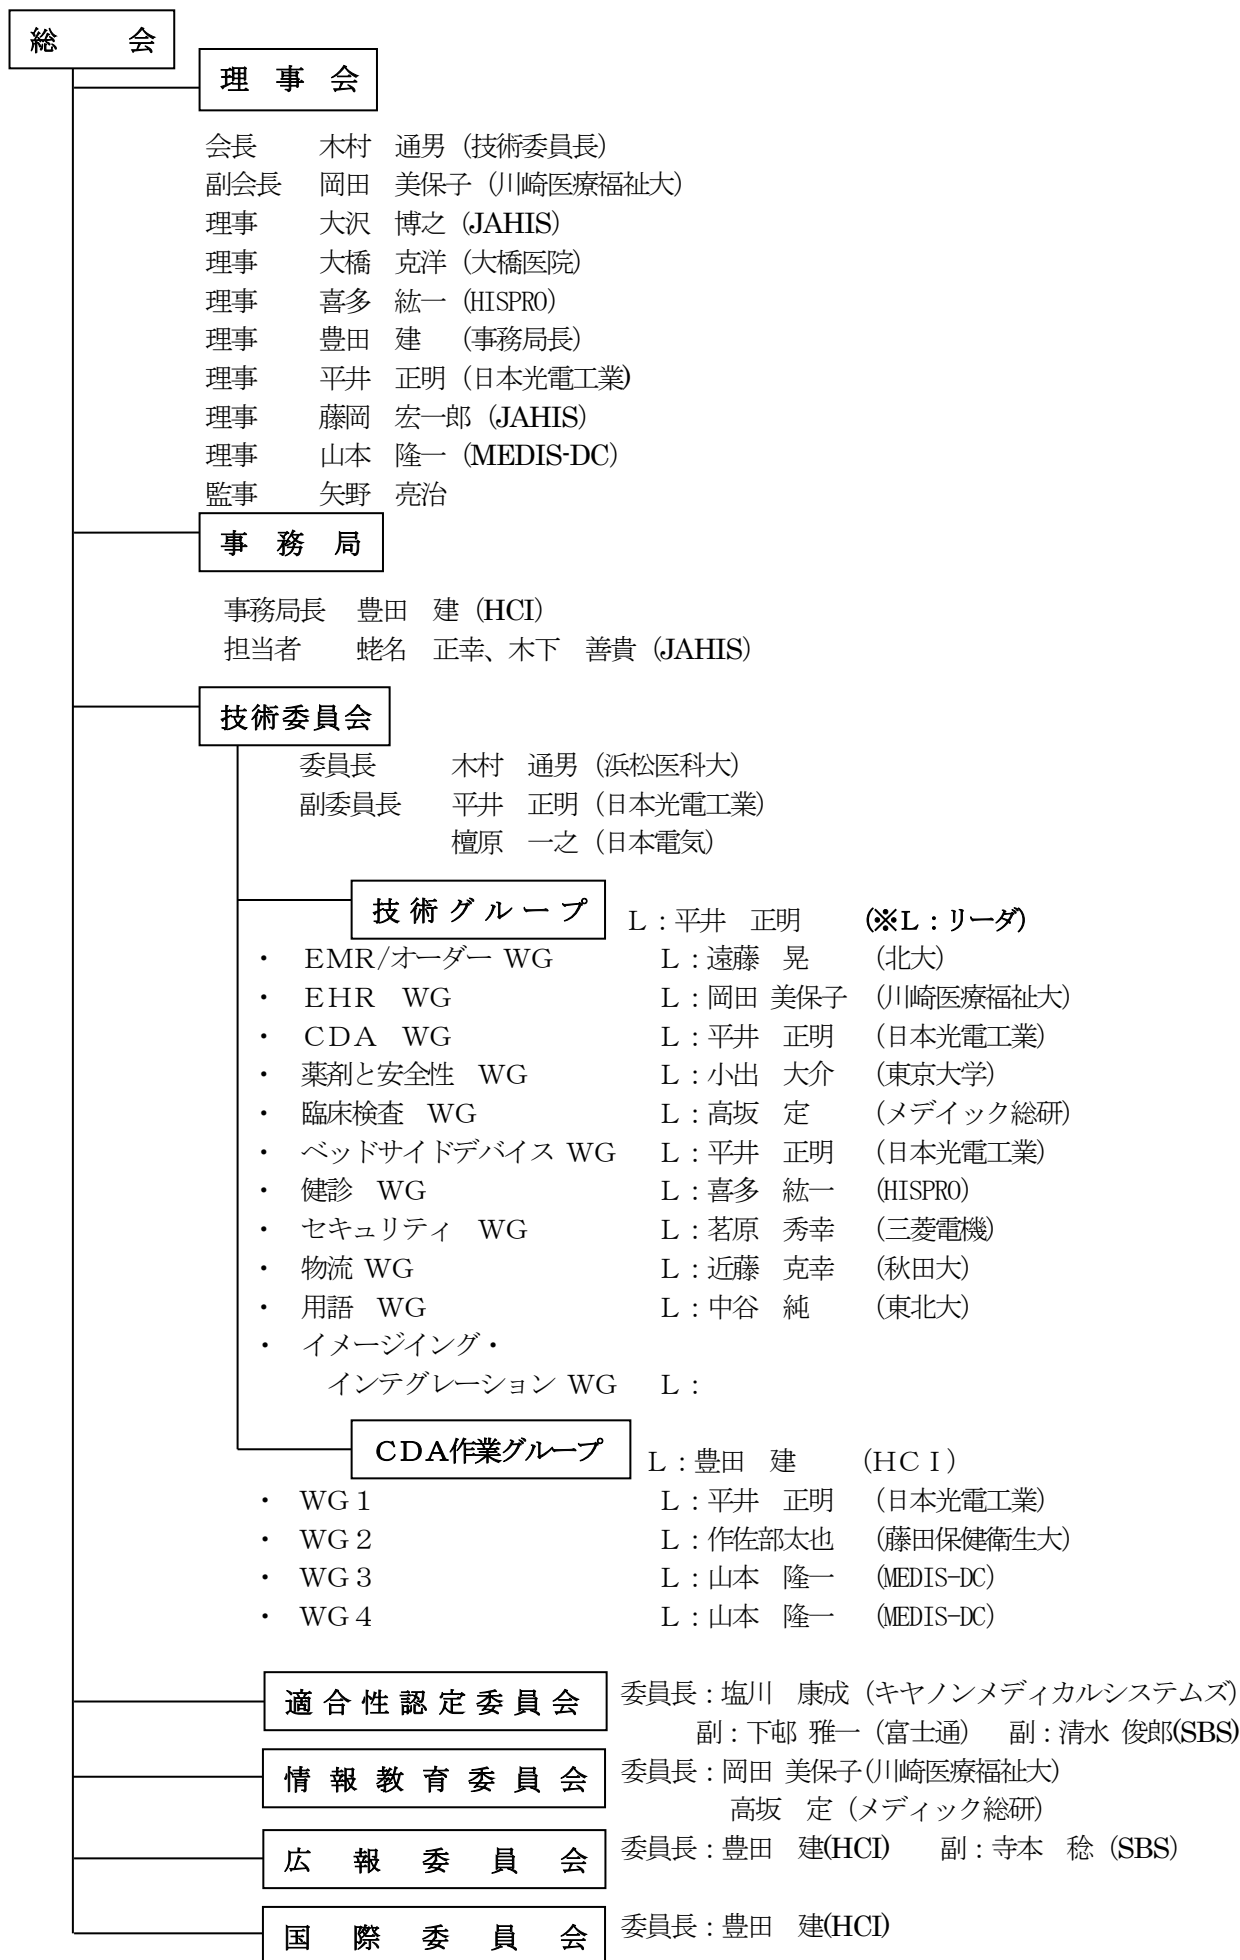 総　会
理 事 会
会長　木村　通男（技術委員長）
副会長　岡田　美保子（川崎医療福祉大）
理事　大沢　博之（JAHIS）
理事　大橋　克洋（大橋医院）
理事　喜多　紘一（HISPRO）
理事　豊田　建　（事務局長）
理事　平井　正明（日本光電工業）
理事　藤岡　宏一郎（JAHIS）
理事　山本　隆一（MEDIS-DC）
監事　矢野　亮治
事 務 局
事務局長　豊田　建（HCI）
担当者　蛯名　正幸、木下　善貴（JAHIS）
技術委員会
委員長　木村　通男（浜松医科大）
副委員長　平井　正明（日本光電工業）
檀原　一之（日本電気）
技術グループ　Ｌ：平井　正明　（※Ｌ：リーダ）
・　ＥＭＲ/オーダー WG　Ｌ：遠藤　晃　（北大）
・　ＥＨＲ　WG　Ｌ：岡田 美保子　（川崎医療福祉大）
・　ＣＤＡ　WG　Ｌ：平井　正明　（日本光電工業）
・　薬剤と安全性　WG　Ｌ：小出　大介　（東京大学）
・　臨床検査　WG　Ｌ：高坂　定　（メデイック総研）
・　ベッドサイドデバイス WG　Ｌ：平井　正明　（日本光電工業）
・　健診　WG　Ｌ：喜多　紘一　（HISPRO）
・　セキュリティ　WG　Ｌ：茗原　秀幸　（三菱電機）
・　物流 WG　Ｌ：近藤　克幸　（秋田大）
・　用語　WG　Ｌ：中谷　純　（東北大）
・　イメージイング・
インテグレーション WG　Ｌ：
ＣＤＡ作業グループ　Ｌ：豊田　建　（ＨＣＩ）
・　WG１　Ｌ：平井　正明　（日本光電工業）
・　WG２　Ｌ：作佐部太也　（藤田保健衛生大）
・　WG３　Ｌ：山本　隆一　（MEDIS-DC）
・　WG４　Ｌ：山本　隆一　（MEDIS-DC）
適合性認定委員会　委員長：塩川　康成（キヤノンメディカルシステムズ）
副：下邨 雅一（富士通）　副：清水 俊郎(SBS)
情報教育委員会　委員長：岡田 美保子(川崎医療福祉大）
高坂　定（メディック総研）
広報委員会　委員長：豊田　建(HCI)　副：寺本　稔（SBS）
国際委員会　委員長：豊田　建(HCI)